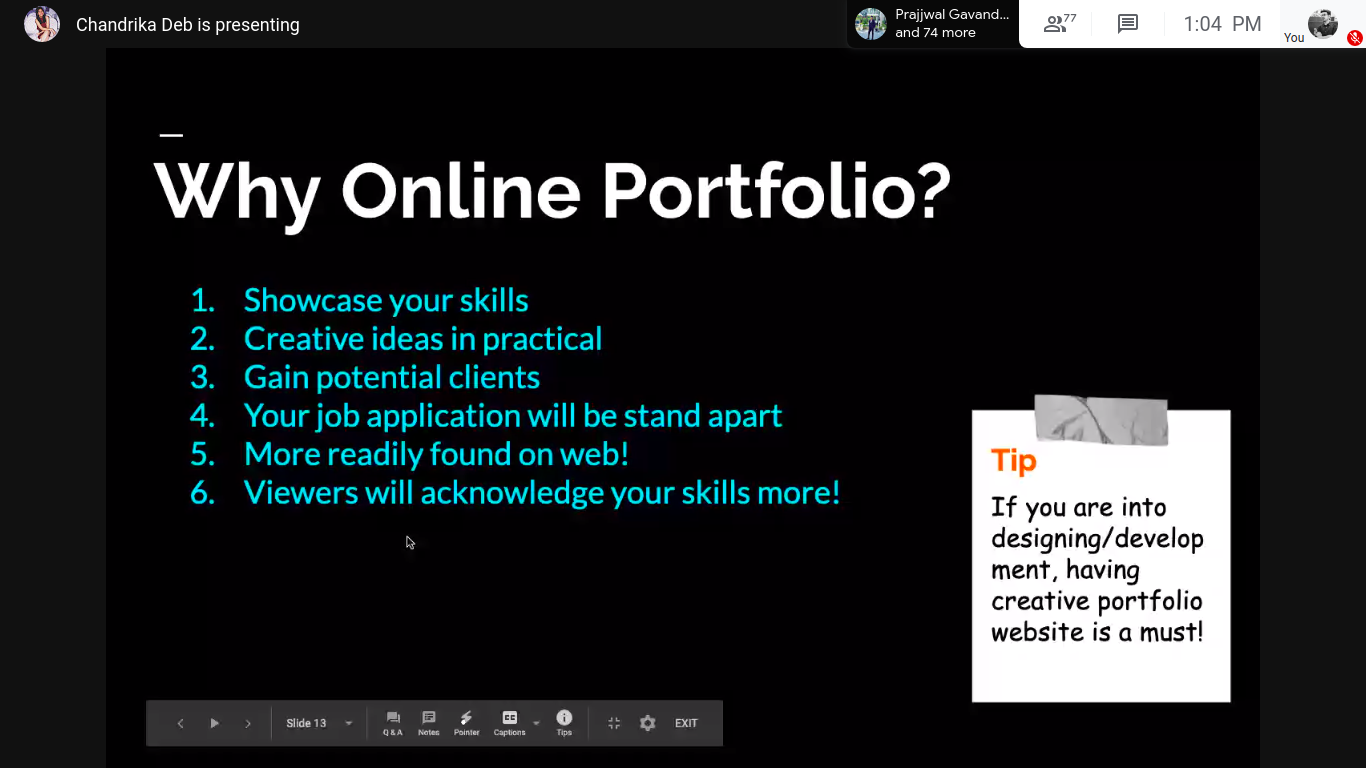 Chandrika Deb is presenting
Prajjwal Gavand...
and 74 more
77
1:04 PM
You
Why Online Portfolio?
1. Showcase your skills
2. Creative ideas in practical
3. Gain potential clients
4. Your job application will be stand apart
5. More readily found on web!
6. Viewers will acknowledge your skills more!
Tip
If you are into
designing/develop
ment, having
creative portfolio
website is a must!
Slide 13
Q & A
Notes
Pointer
CC
Captions
Tips
EXIT